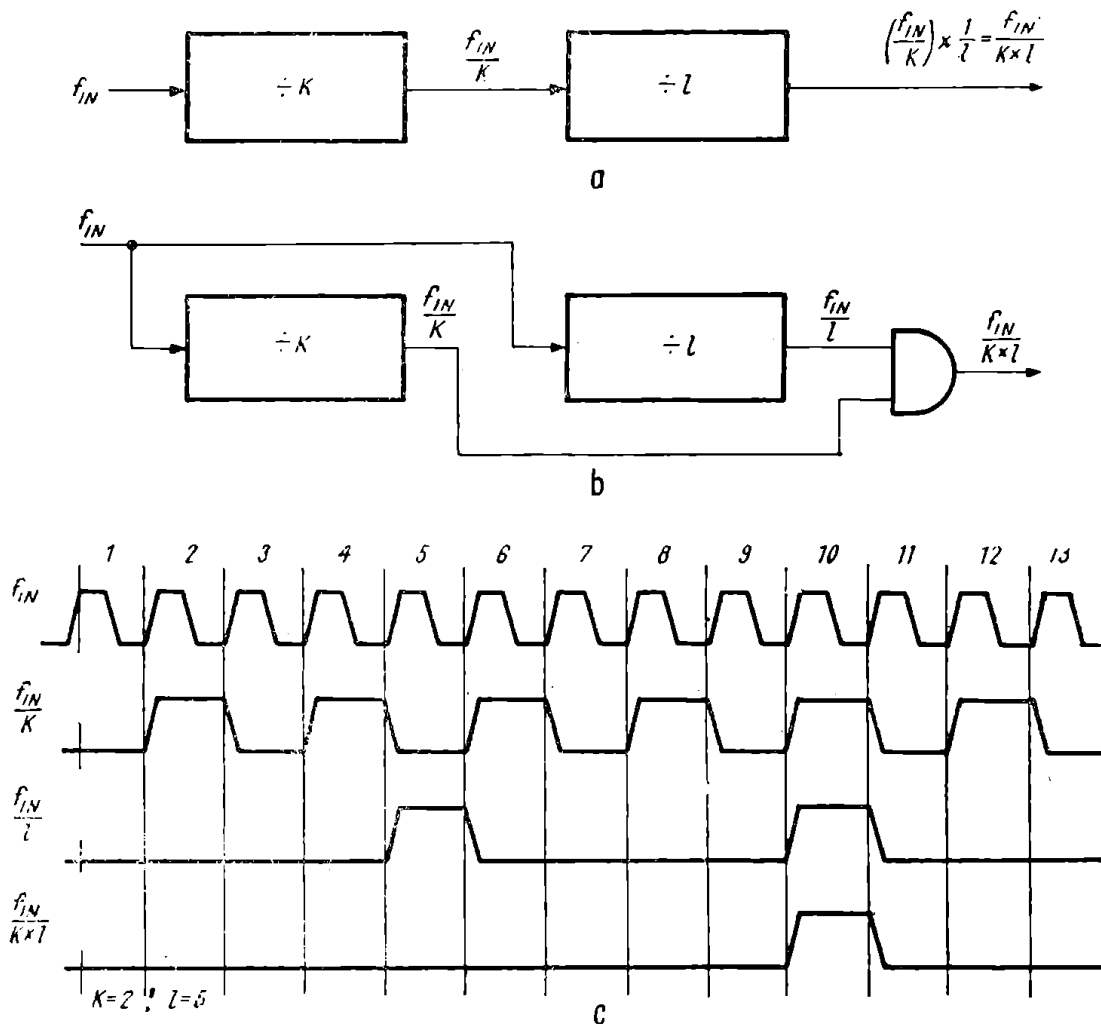 f_IN
÷K
f_IN/K
÷l
(f_IN/K) × 1/l = f_IN/K×l
a
f_IN
÷K
f_IN/K
÷l
f_IN/l
f_IN/K×l
b
1 2 3 4 5 6 7 8 9 10 11 12 13
f_IN
f_IN/K
f_IN/l
f_IN/K×l
K=2 ; l=5
c